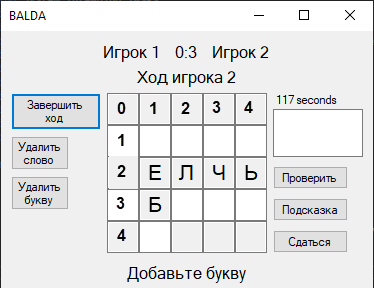 BALDA
Игрок 1 0:3 Игрок 2
Ход игрока 2
Завершить
ход
Удалить
слово
Удалить
букву
0 1 2 3 4
1
2 Е Л Ч Ь
3 Б
4
117 seconds
Проверить
Подсказка
Сдаться
Добавьте букву